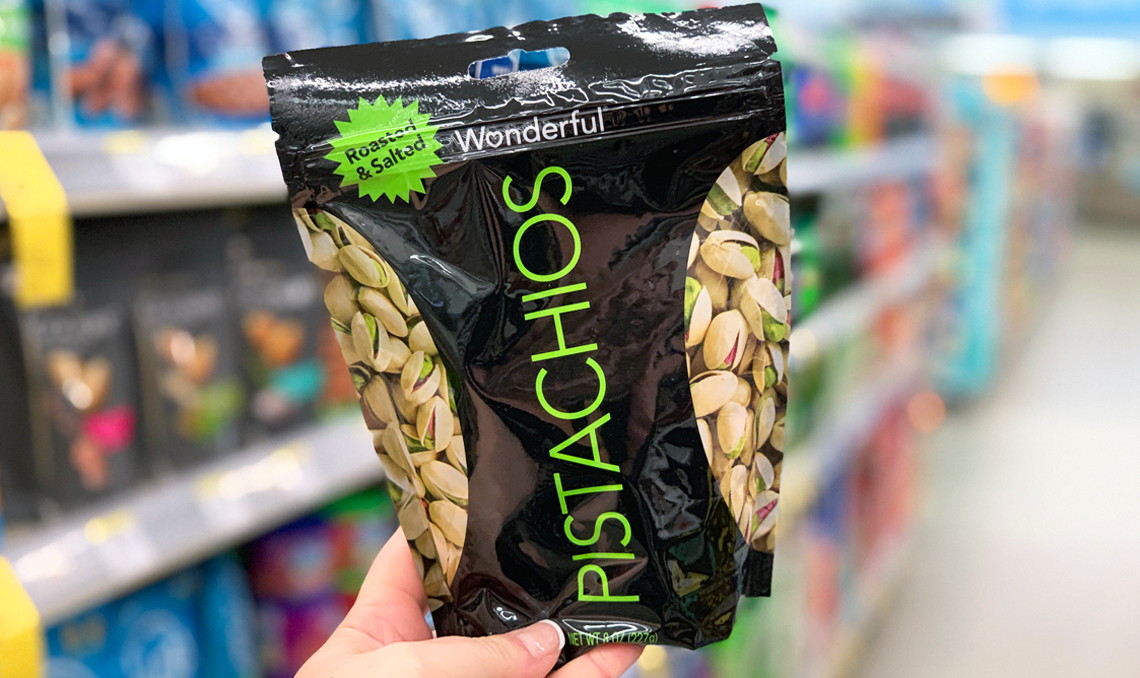 Roasted
& Salted
Wonderful
PISTACHIOS
NET WT 8 OZ (227g)